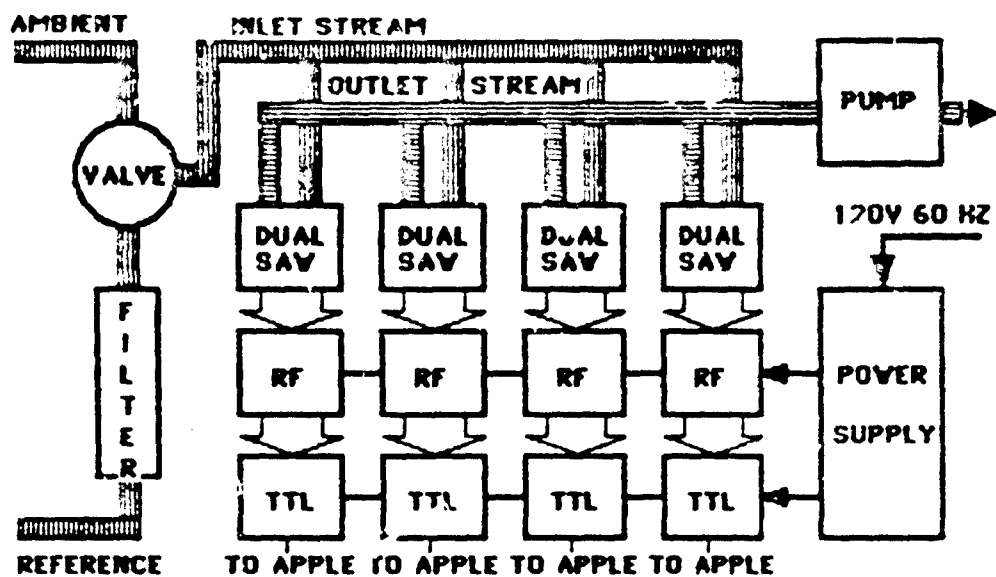 AMBIENT
INLET STREAM
OUTLET STREAM
PUMP
VALVE
120V 60 HZ
DUAL SAW
DUAL SAW
DUAL SAW
DUAL SAW
FILTER
RF
RF
RF
RF
POWER
SUPPLY
TTL
TTL
TTL
TTL
REFERENCE
TO APPLE
TO APPLE
TO APPLE
TO APPLE